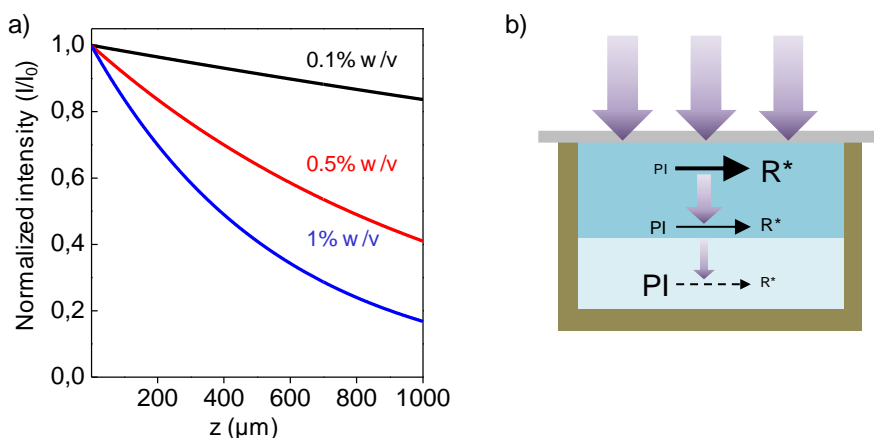 a)
Normalized intensity (I/I₀)
1,0
0,8
0,6
0,4
0,2
0,0
0.1% w/v
0.5% w/v
1% w/v
200
400
600
800
1000
z (µm)
b)
PI R*
PI R*
PI R*